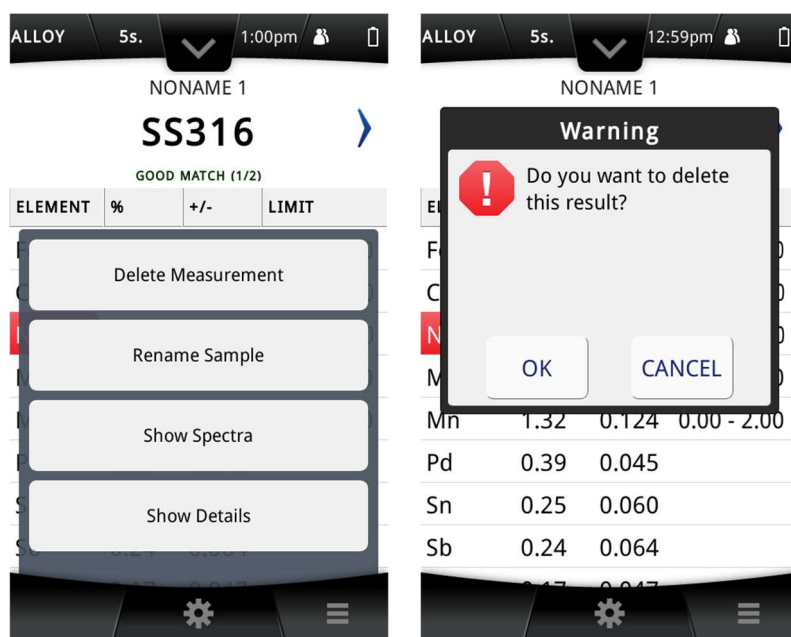 ALLOY 5s. 1:00pm
NONAME 1
SS316
GOOD MATCH (1/2)
ELEMENT % +/- LIMIT
Delete Measurement
Rename Sample
Show Spectra
Show Details
ALLOY 5s. 12:59pm
NONAME 1
Warning
Do you want to delete
this result?
OK CANCEL
Mn 1.32 0.124 0.00 - 2.00
Pd 0.39 0.045
Sn 0.25 0.060
Sb 0.24 0.064